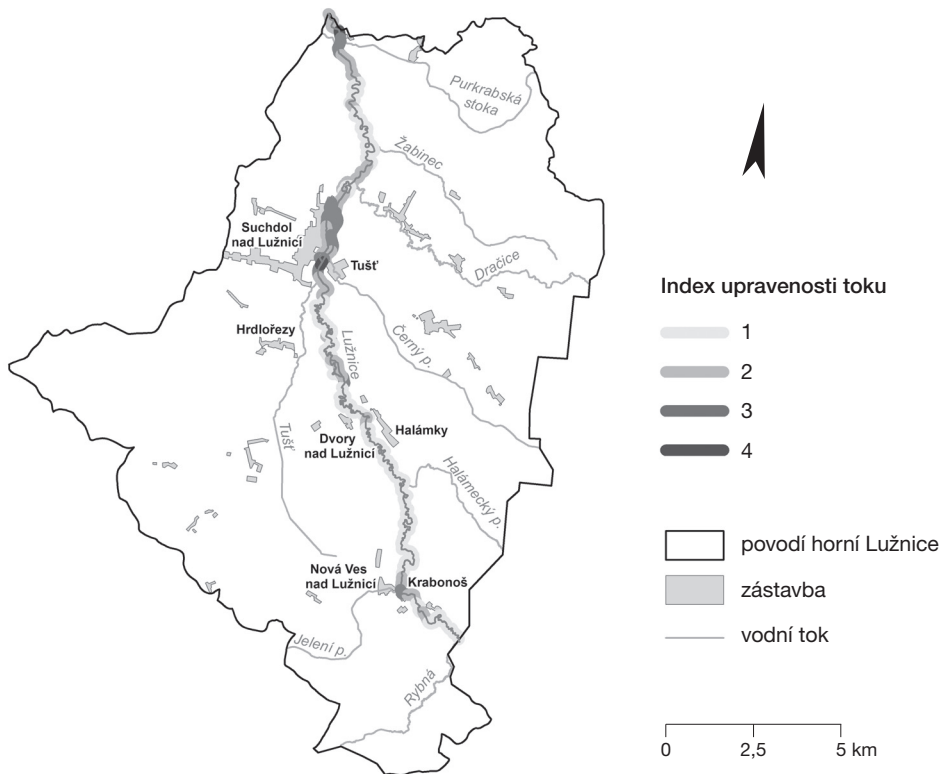 Purkrabská
stoka
Žabinec
Suchdol
nad Lužnicí
Tušť
Dračice
Hrdlořezy
Lužnice
Černý p.
Tušť
Dvory
nad Lužnicí
Halámky
Halámecký p.
Nová Ves
nad Lužnicí
Krabonoš
Jelení p.
Rybná
Index upravenosti toku
1
2
3
4
povodí horní Lužnice
zástavba
vodní tok
0 2,5 5 km